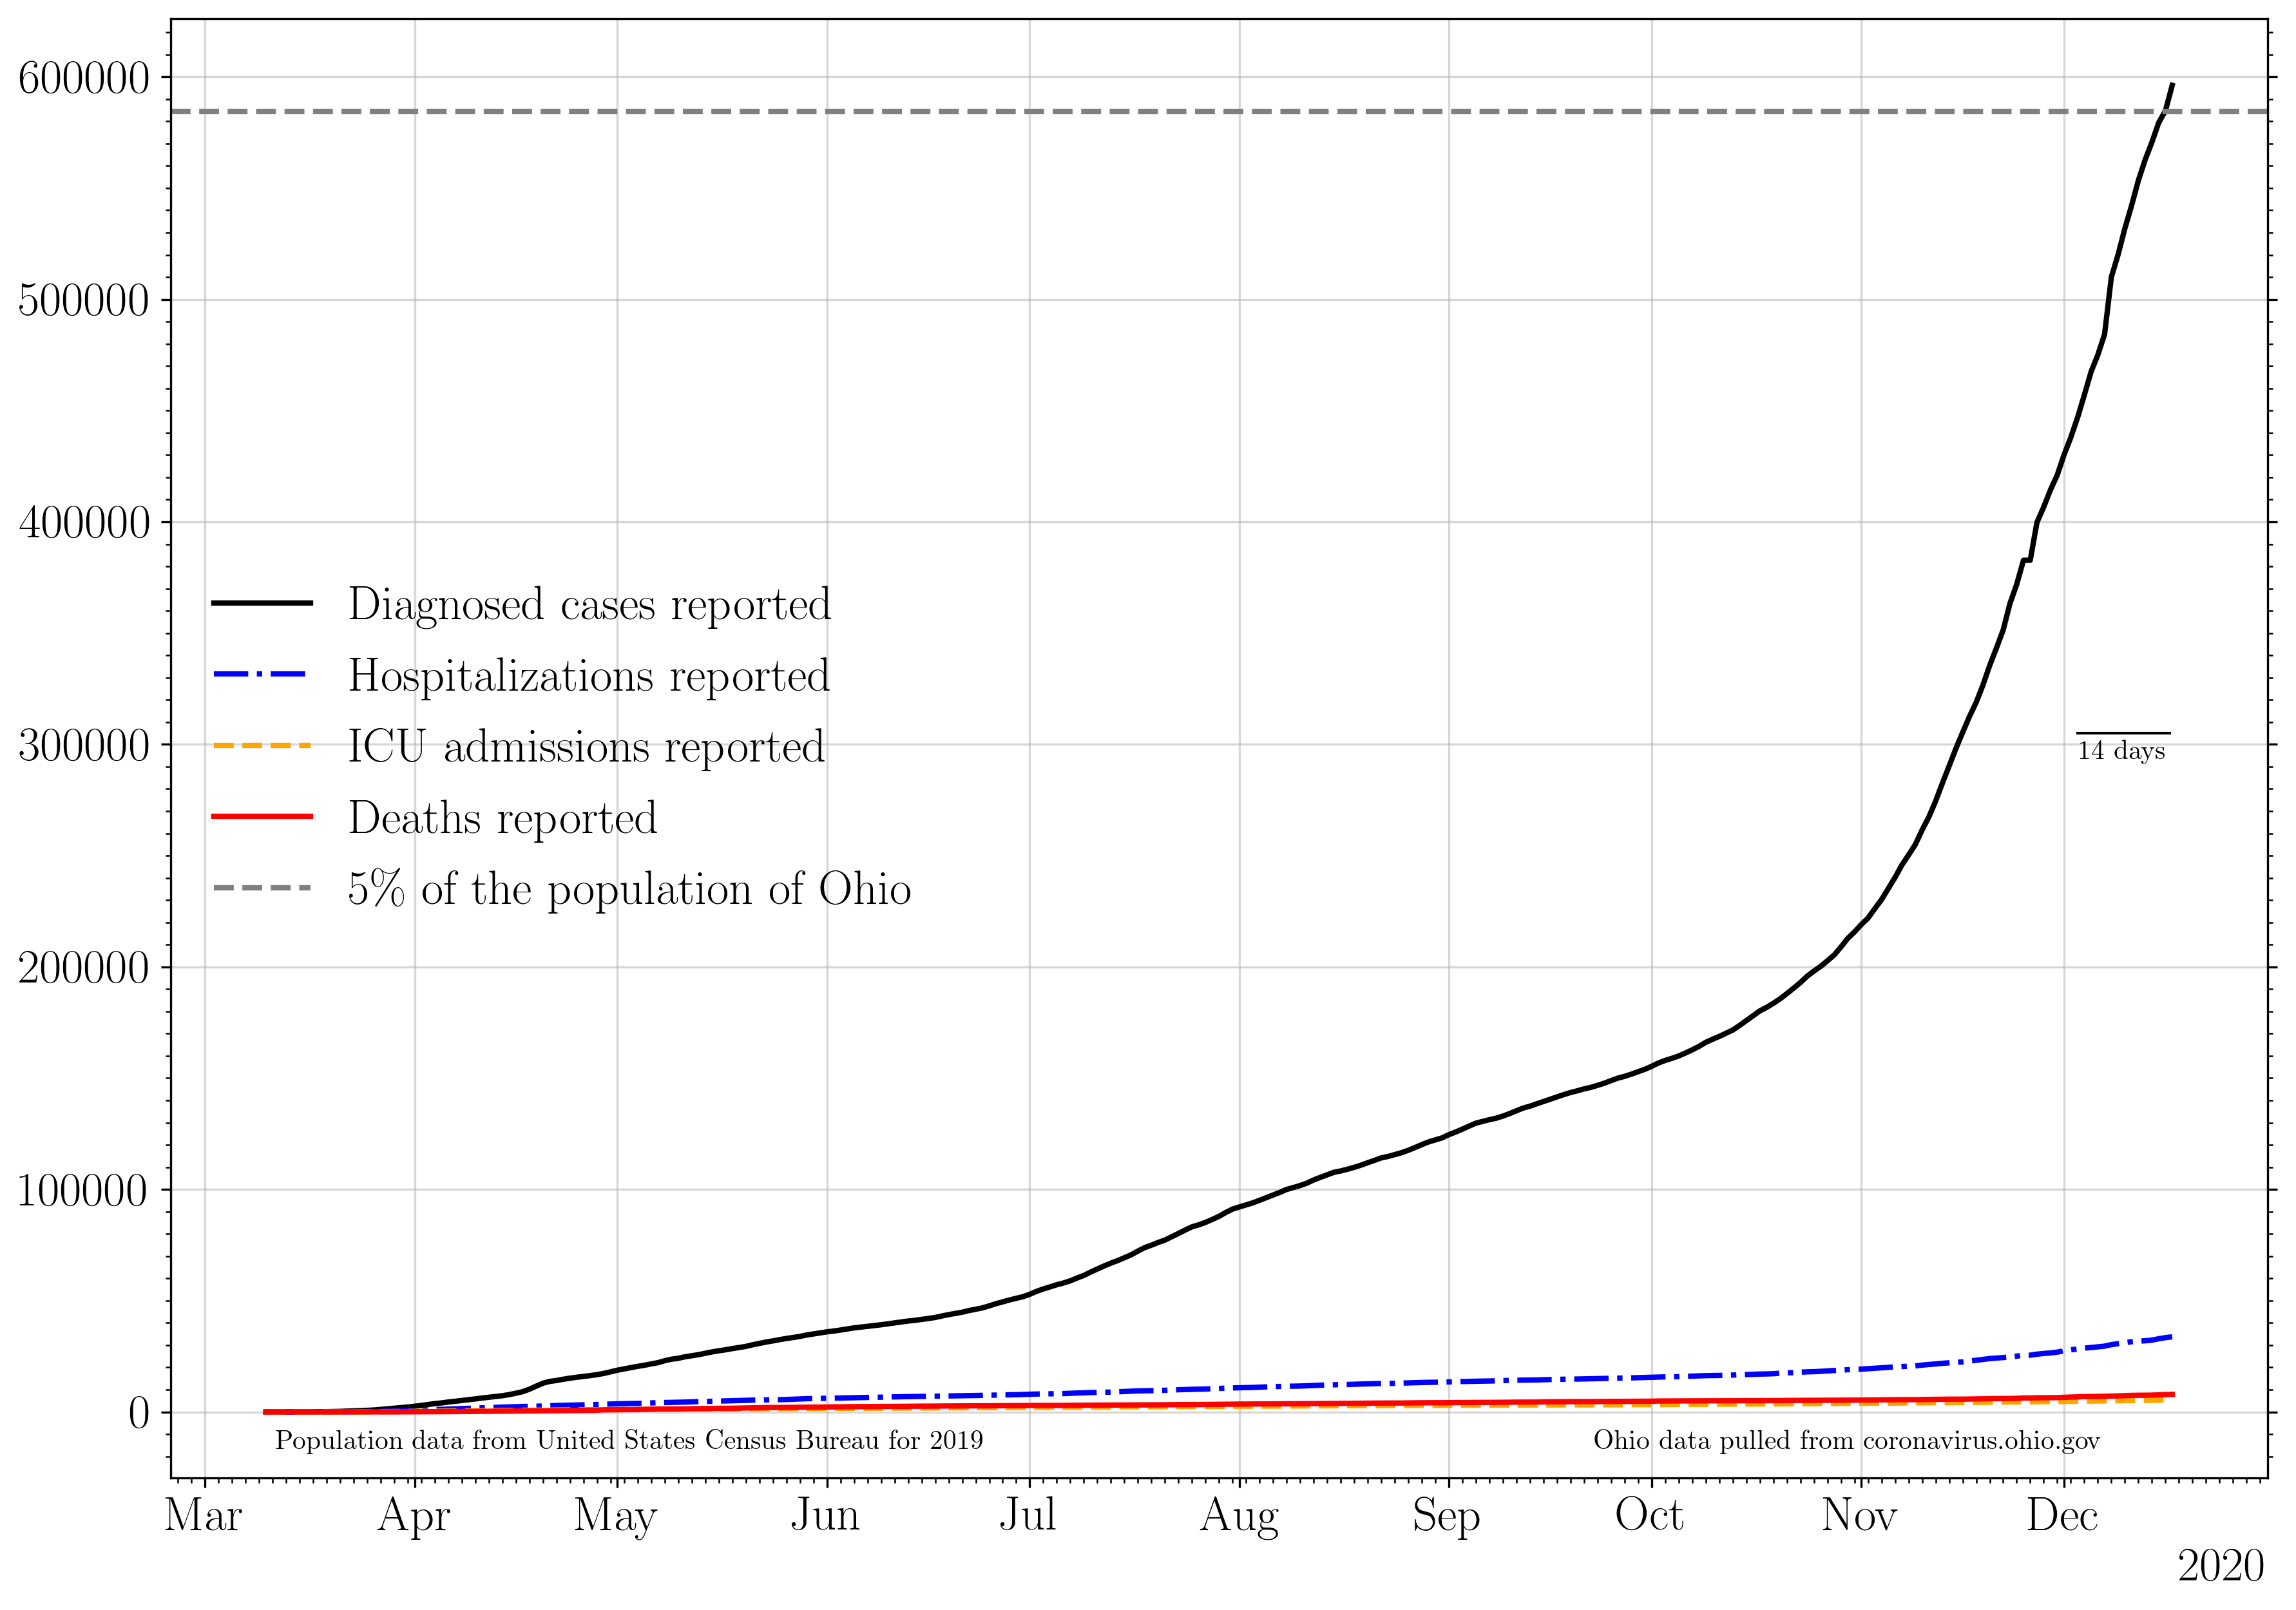 600000
500000
400000
300000
200000
100000
0
Diagnosed cases reported
Hospitalizations reported
ICU admissions reported
Deaths reported
5% of the population of Ohio
14 days
Population data from United States Census Bureau for 2019
Ohio data pulled from coronavirus.ohio.gov
Mar Apr May Jun Jul Aug Sep Oct Nov Dec
2020